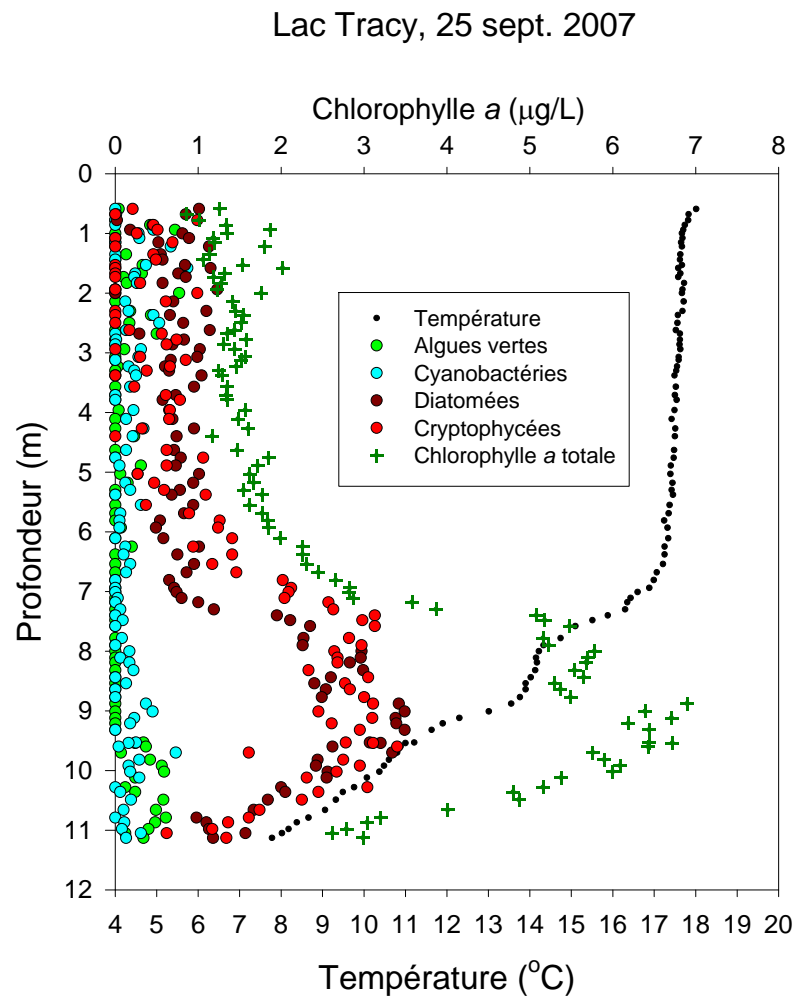 Lac Tracy, 25 sept. 2007
Chlorophylle a (μg/L)
0 1 2 3 4 5 6 7 8
0
1
2
3
4
5
6
7
8
9
10
11
12
Profondeur (m)
Température
Algues vertes
Cyanobactéries
Diatomées
Cryptophycées
Chlorophylle a totale
4 5 6 7 8 9 10 11 12 13 14 15 16 17 18 19 20
Température (°C)